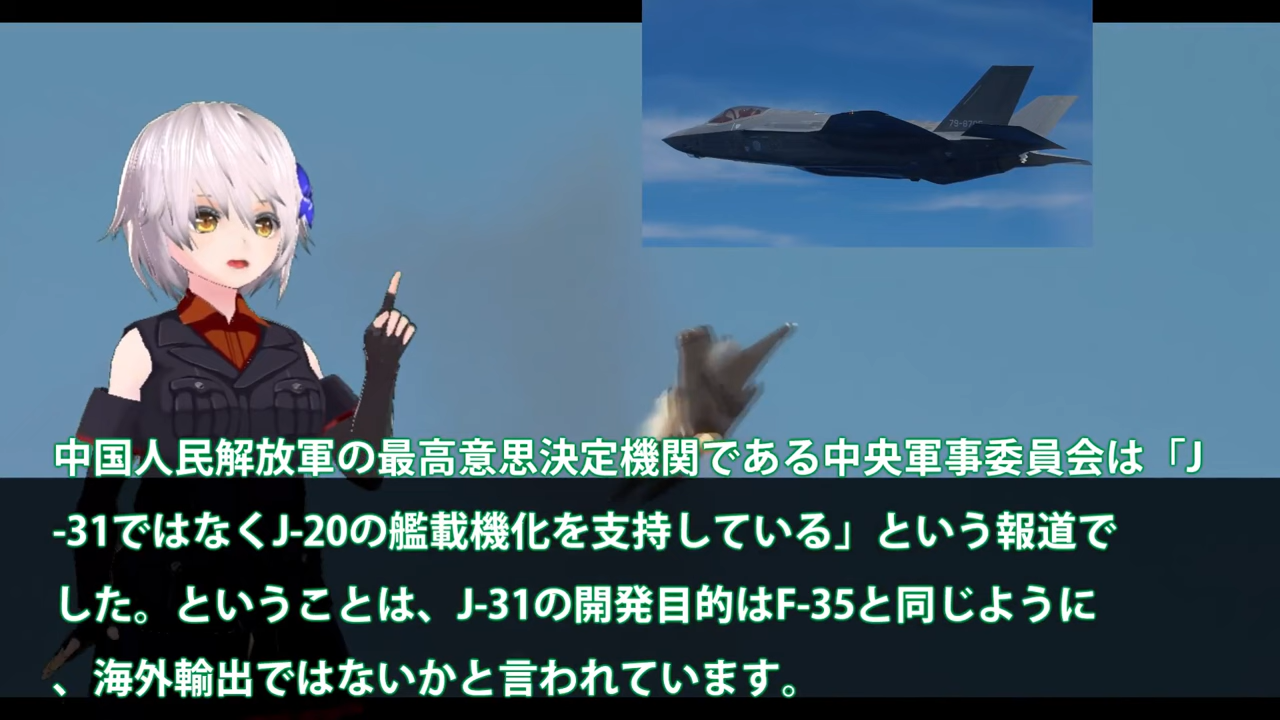 中国人民解放軍の最高意思決定機関である中央軍事委員会は「J
-31ではなくJ-20の艦載機化を支持している」という報道で
した。ということは、J-31の開発目的はF-35と同じように
、海外輸出ではないかと言われています。